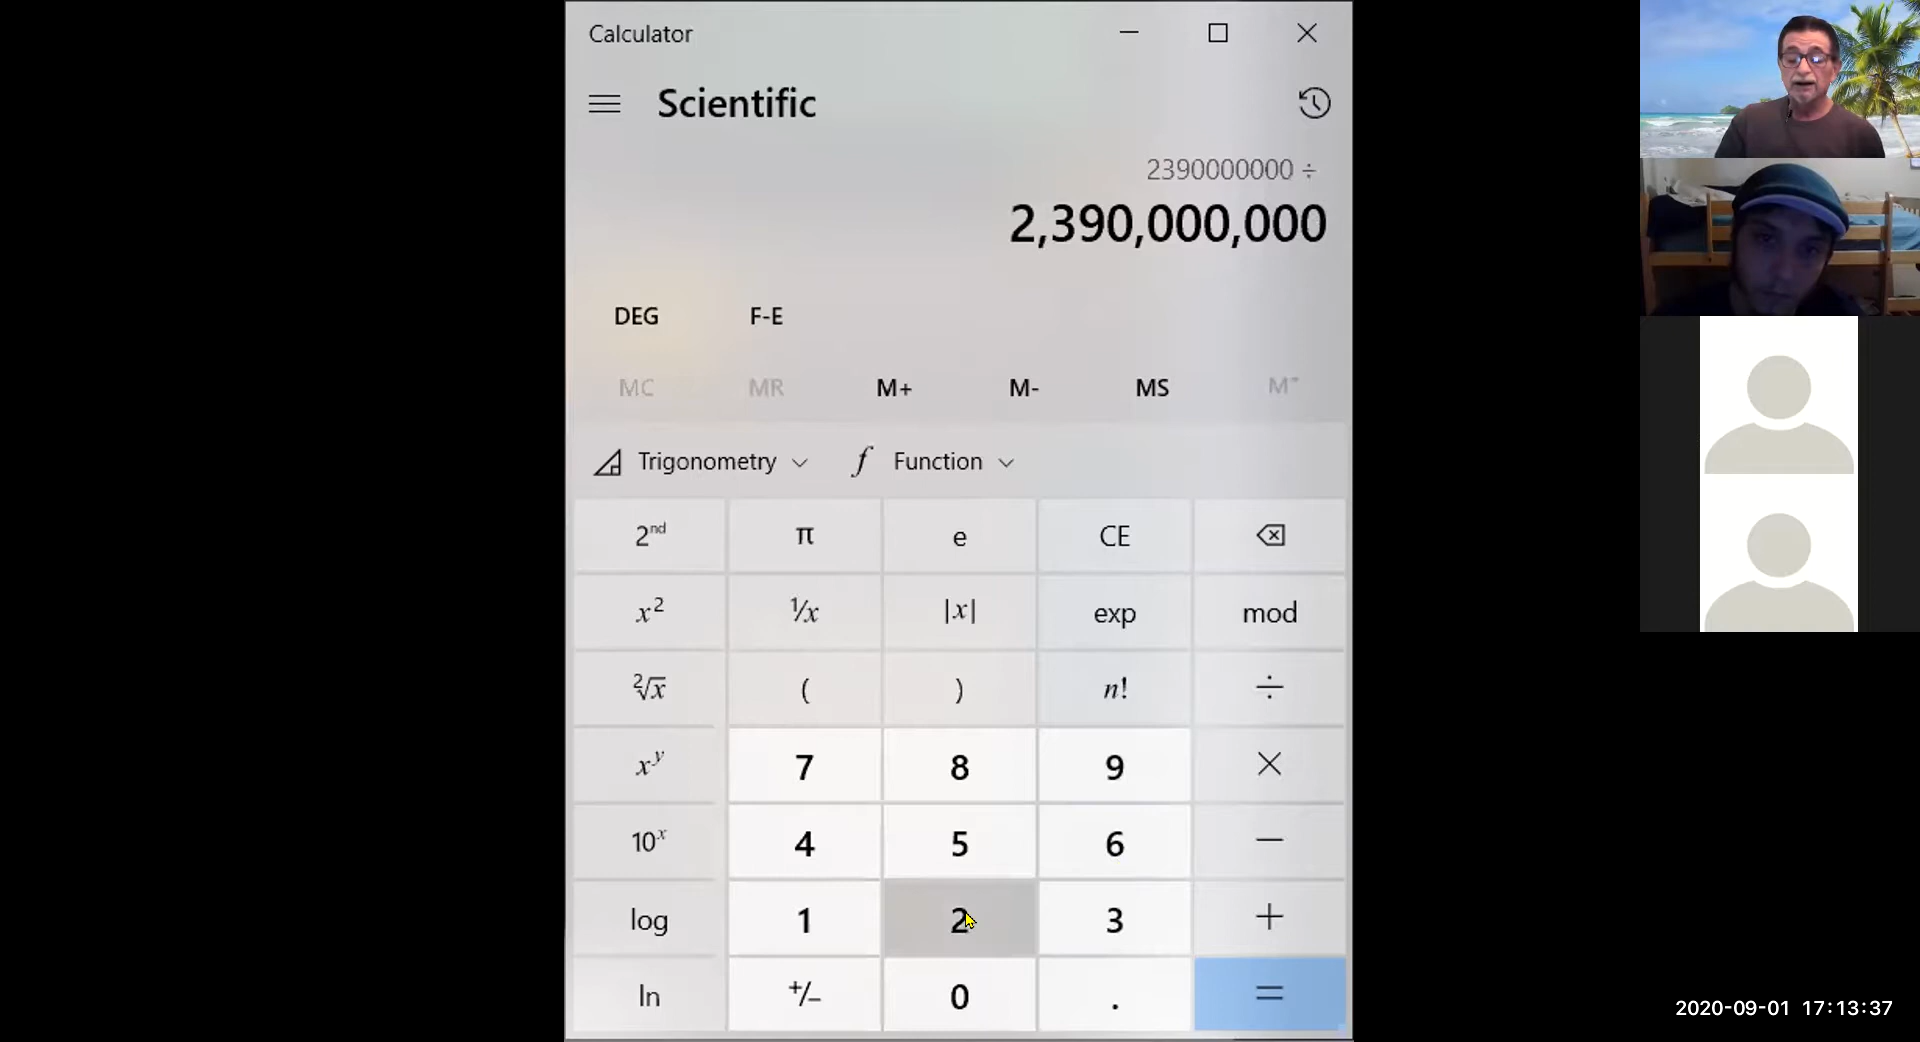 Calculator
Scientific
2390000000 ÷
2,390,000,000
DEG F-E
MC MR M+ M- MS M˅
Trigonometry f Function
2ⁿᵈ π e CE
x² ¹/x |x| exp mod
²√x ( ) n! ÷
xʸ 7 8 9 ×
10ˣ 4 5 6 −
log 1 2 3 +
ln +/− 0 . =
2020-09-01 17:13:37